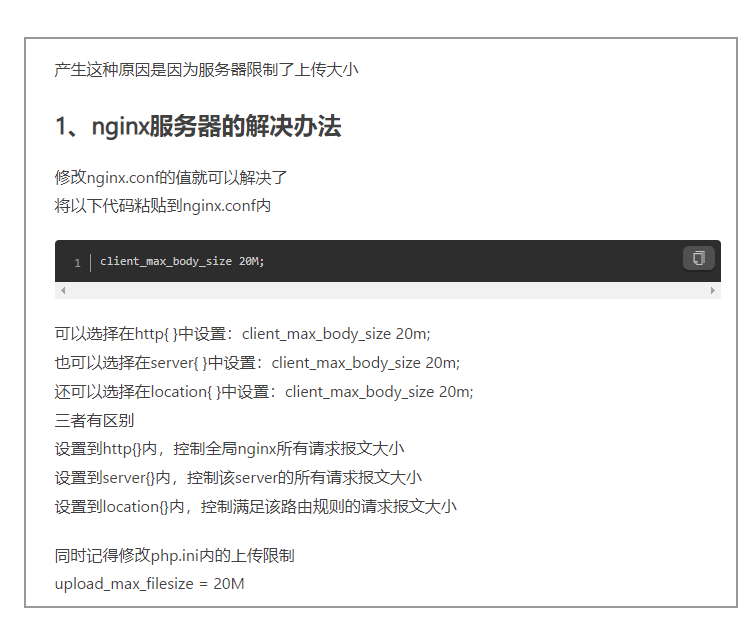 产生这种原因是因为服务器限制了上传大小
1、nginx服务器的解决办法
修改nginx.conf的值就可以解决了
将以下代码粘贴到nginx.conf内
1 client_max_body_size 20M;
可以选择在http{ }中设置：client_max_body_size 20m;
也可以选择在server{ }中设置：client_max_body_size 20m;
还可以选择在location{ }中设置：client_max_body_size 20m;
三者有区别
设置到http{}内，控制全局nginx所有请求报文大小
设置到server{}内，控制该server的所有请求报文大小
设置到location{}内，控制满足该路由规则的请求报文大小
同时记得修改php.ini内的上传限制
upload_max_filesize = 20M